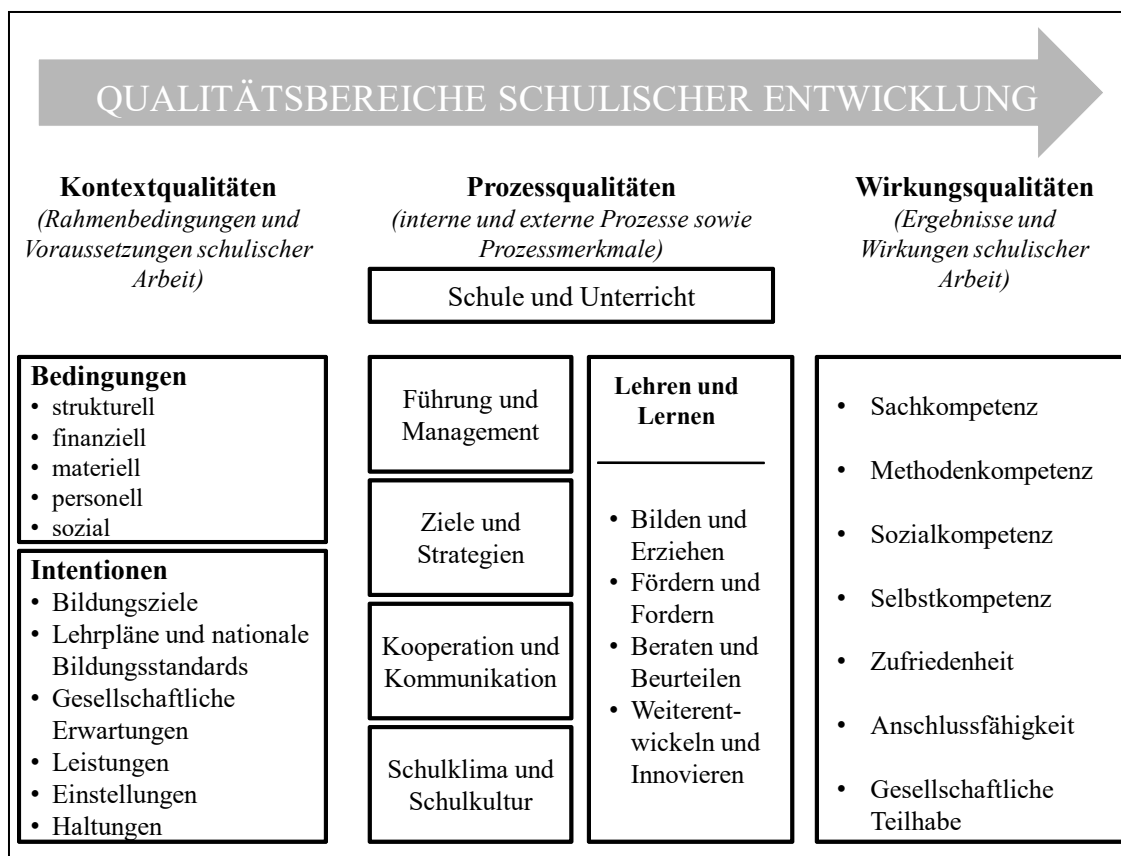 QUALITÄTSBEREICHE SCHULISCHER ENTWICKLUNG
Kontextqualitäten
(Rahmenbedingungen und
Voraussetzungen schulischer
Arbeit)
Prozessqualitäten
(interne und externe Prozesse sowie
Prozessmerkmale)
Wirkungsqualitäten
(Ergebnisse und
Wirkungen schulischer
Arbeit)
Schule und Unterricht
Bedingungen
• strukturell
• finanziell
• materiell
• personell
• sozial
Intentionen
• Bildungsziele
• Lehrpläne und nationale
Bildungsstandards
• Gesellschaftliche
Erwartungen
• Leistungen
• Einstellungen
• Haltungen
Führung und
Management
Ziele und
Strategien
Kooperation und
Kommunikation
Schulklima und
Schulkultur
Lehren und
Lernen
• Bilden und
Erziehen
• Fördern und
Fordern
• Beraten und
Beurteilen
• Weiterent-
wickeln und
Innovieren
• Sachkompetenz
• Methodenkompetenz
• Sozialkompetenz
• Selbstkompetenz
• Zufriedenheit
• Anschlussfähigkeit
• Gesellschaftliche
Teilhabe